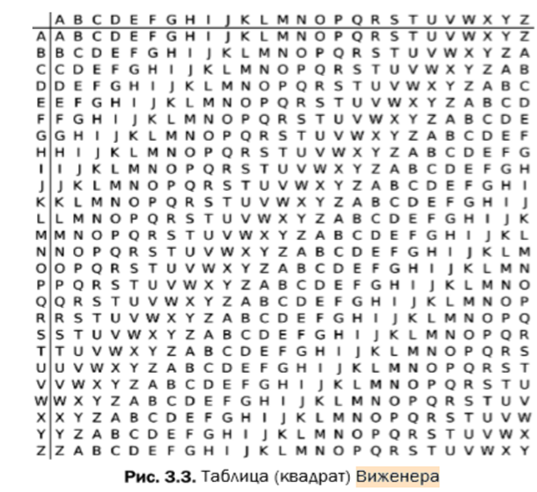 A B C D E F G H I J K L M N O P Q R S T U V W X Y Z
A A B C D E F G H I J K L M N O P Q R S T U V W X Y Z
B B C D E F G H I J K L M N O P Q R S T U V W X Y Z A
C C D E F G H I J K L M N O P Q R S T U V W X Y Z A B
D D E F G H I J K L M N O P Q R S T U V W X Y Z A B C
E E F G H I J K L M N O P Q R S T U V W X Y Z A B C D
F F G H I J K L M N O P Q R S T U V W X Y Z A B C D E
G G H I J K L M N O P Q R S T U V W X Y Z A B C D E F
H H I J K L M N O P Q R S T U V W X Y Z A B C D E F G
I I J K L M N O P Q R S T U V W X Y Z A B C D E F G H
J J K L M N O P Q R S T U V W X Y Z A B C D E F G H I
K K L M N O P Q R S T U V W X Y Z A B C D E F G H I J
L L M N O P Q R S T U V W X Y Z A B C D E F G H I J K
M M N O P Q R S T U V W X Y Z A B C D E F G H I J K L
N N O P Q R S T U V W X Y Z A B C D E F G H I J K L M
O O P Q R S T U V W X Y Z A B C D E F G H I J K L M N
P P Q R S T U V W X Y Z A B C D E F G H I J K L M N O
Q Q R S T U V W X Y Z A B C D E F G H I J K L M N O P
R R S T U V W X Y Z A B C D E F G H I J K L M N O P Q
S S T U V W X Y Z A B C D E F G H I J K L M N O P Q R
T T U V W X Y Z A B C D E F G H I J K L M N O P Q R S
U U V W X Y Z A B C D E F G H I J K L M N O P Q R S T
V V W X Y Z A B C D E F G H I J K L M N O P Q R S T U
W W X Y Z A B C D E F G H I J K L M N O P Q R S T U V
X X Y Z A B C D E F G H I J K L M N O P Q R S T U V W
Y Y Z A B C D E F G H I J K L M N O P Q R S T U V W X
Z Z A B C D E F G H I J K L M N O P Q R S T U V W X Y
Рис. 3.3. Таблица (квадрат) Виженера